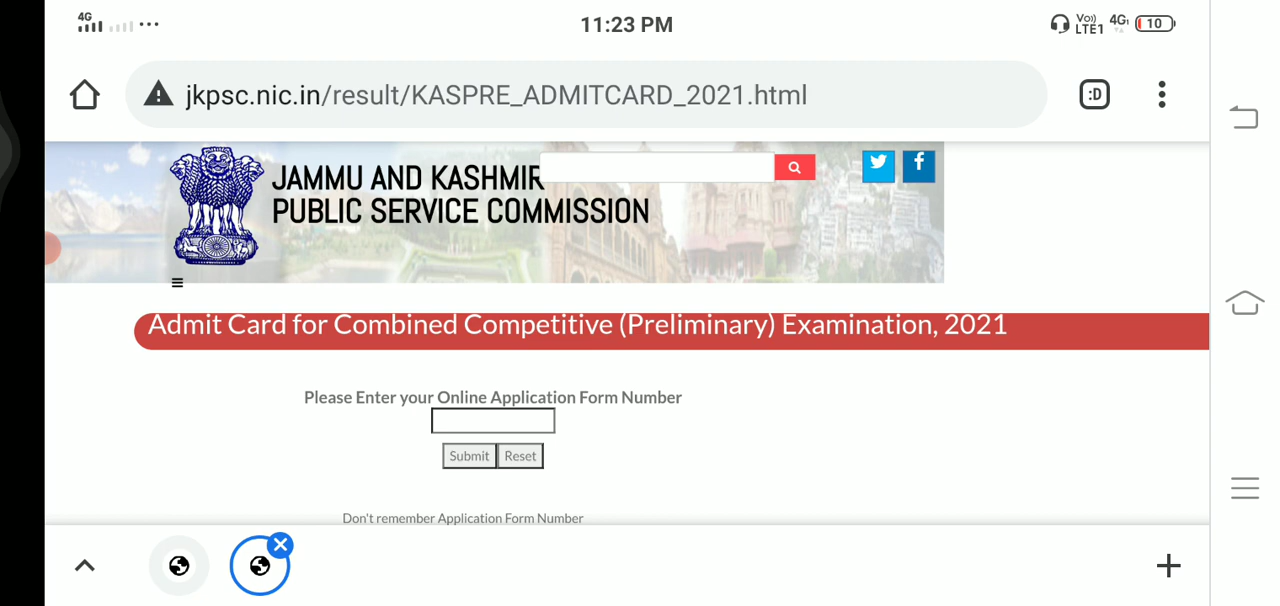 4G
11:23 PM
Vo))
LTE1
4G
10
jkpsc.nic.in/result/KASPRE_ADMITCARD_2021.html
:D
JAMMU AND KASHMIR
PUBLIC SERVICE COMMISSION
Admit Card for Combined Competitive (Preliminary) Examination, 2021
Please Enter your Online Application Form Number
Submit Reset
Don't remember Application Form Number